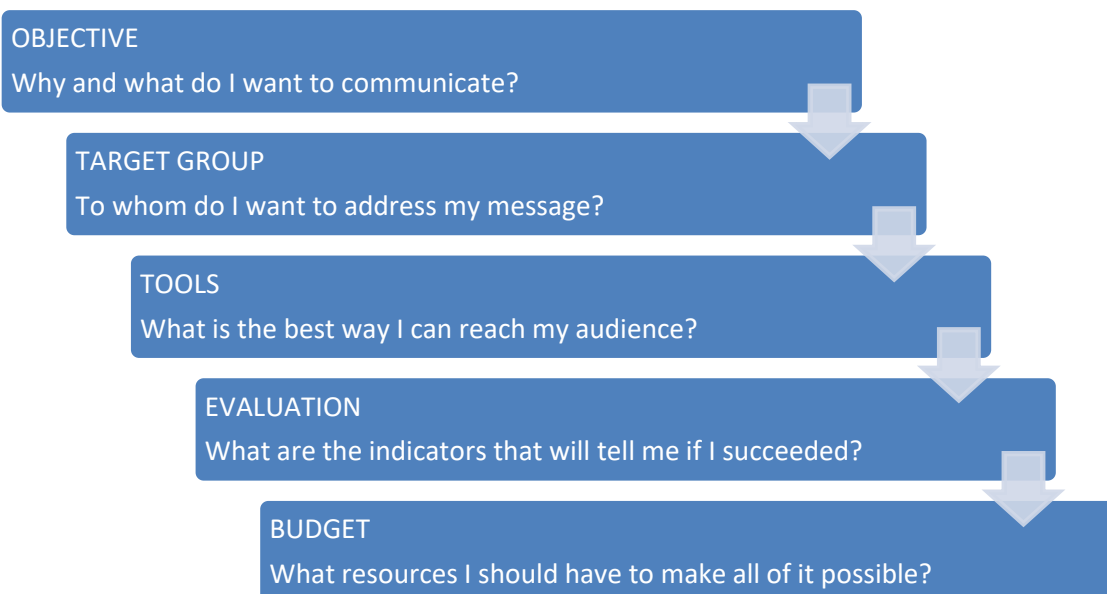 OBJECTIVE
Why and what do I want to communicate?
TARGET GROUP
To whom do I want to address my message?
TOOLS
What is the best way I can reach my audience?
EVALUATION
What are the indicators that will tell me if I succeeded?
BUDGET
What resources I should have to make all of it possible?